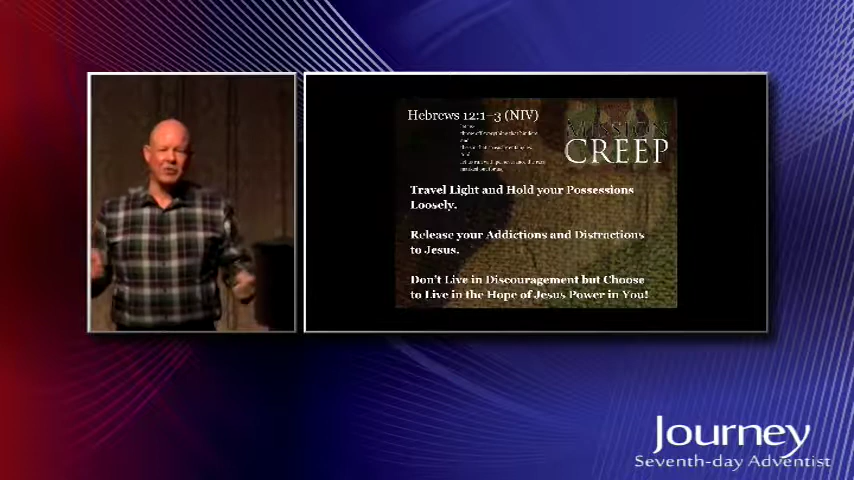 Hebrews 12:1–3 (NIV)
MISSION
CREEP
Travel Light and Hold your Possessions
Loosely.
Release your Addictions and Distractions
to Jesus.
Don't Live in Discouragement but Choose
to Live in the Hope of Jesus Power in You!
Journey
Seventh-day Adventist